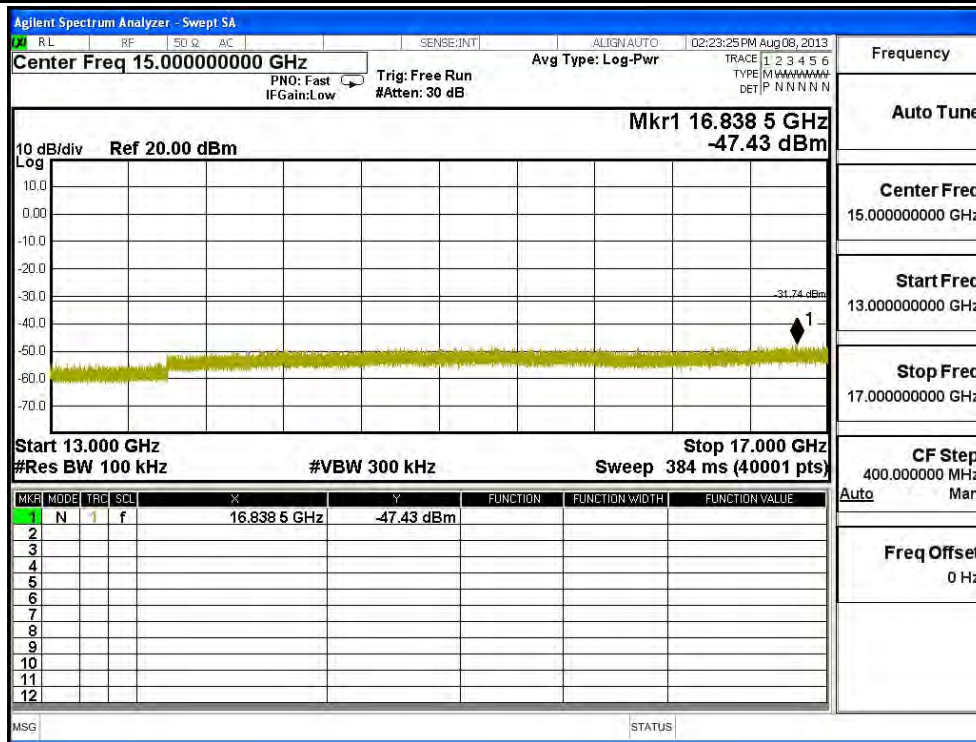 Agilent Spectrum Analyzer - Swept SA
RL RF 50 Ω AC SENSE:INT ALIGN AUTO 02:23:25 PM Aug 08, 2013
Center Freq 15.000000000 GHz
PNO: Fast
IFGain:Low
Trig: Free Run
#Atten: 30 dB
Avg Type: Log-Pwr
TRACE 1 2 3 4 5 6
TYPE M WWWWW
DET P N N N N N
Mkr1 16.838 5 GHz
-47.43 dBm
10 dB/div Ref 20.00 dBm
Log
10.0
0.00
-10.0
-20.0
-30.0
-31.74 dBm
-40.0
1
-50.0
-60.0
-70.0
Start 13.000 GHz Stop 17.000 GHz
#Res BW 100 kHz #VBW 300 kHz Sweep 384 ms (40001 pts)
MKR MODE TRC SCL X Y FUNCTION FUNCTION WIDTH FUNCTION VALUE
1 N 1 f 16.838 5 GHz -47.43 dBm
2
3
4
5
6
7
8
9
10
11
12
MSG STATUS
Frequency
Auto Tune
Center Freq
15.000000000 GHz
Start Freq
13.000000000 GHz
Stop Freq
17.000000000 GHz
CF Step
400.000000 MHz
Auto Man
Freq Offset
0 Hz